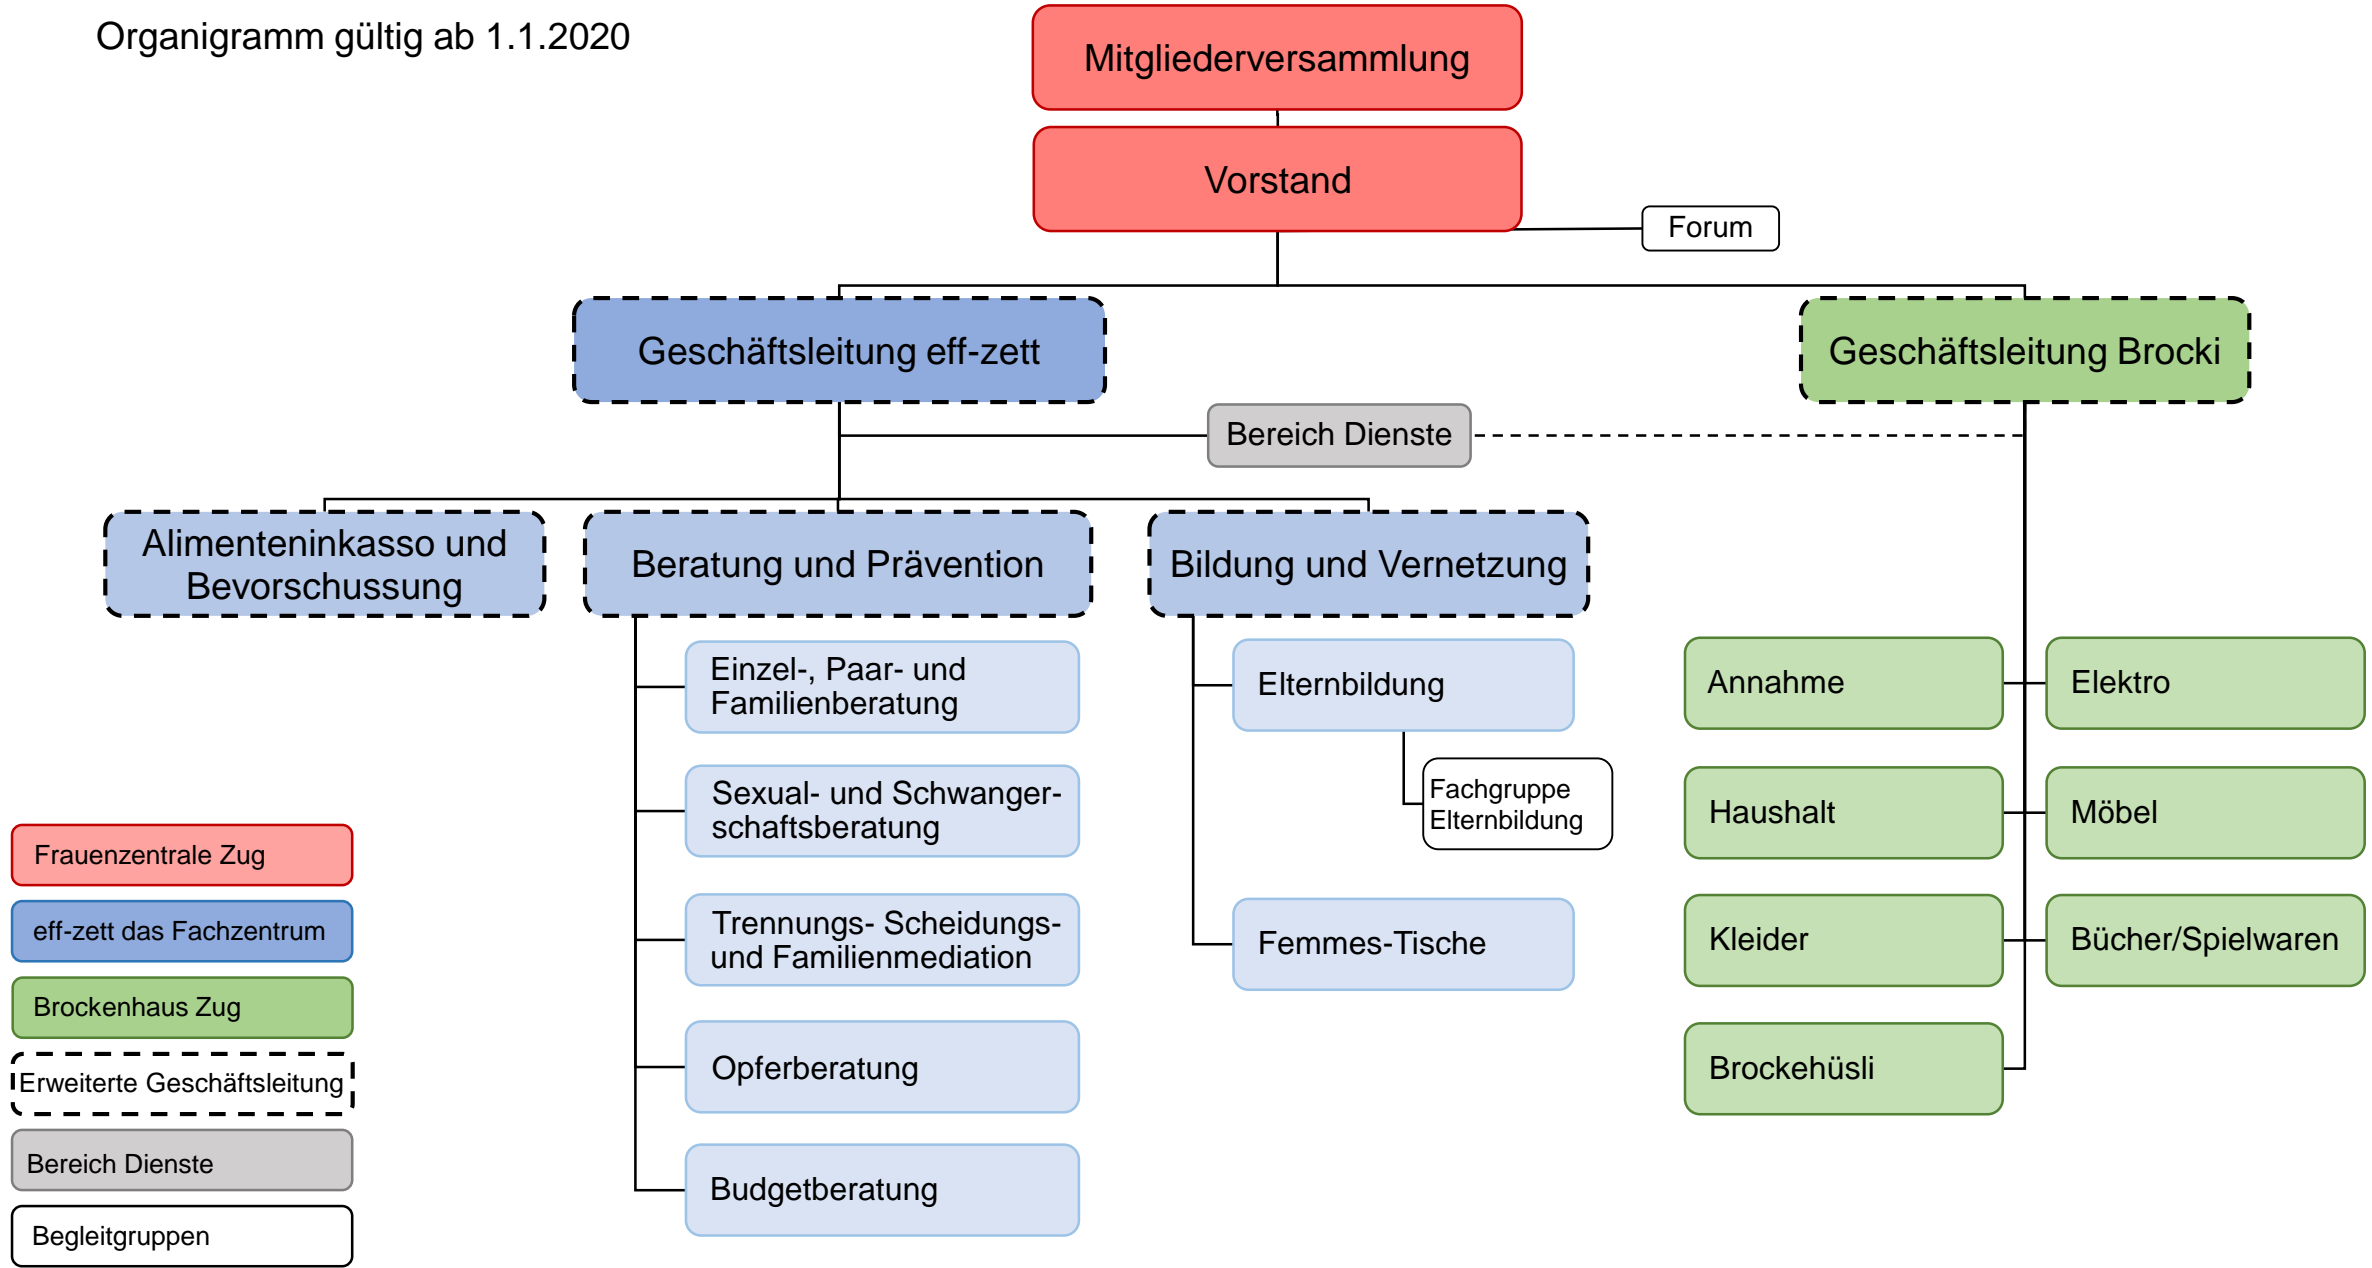 Organigramm gültig ab 1.1.2020
Mitgliederversammlung
Vorstand
Forum
Geschäftsleitung eff-zett
Geschäftsleitung Brocki
Bereich Dienste
Alimenteninkasso und
Bevorschussung
Beratung und Prävention
Bildung und Vernetzung
Einzel-, Paar- und
Familienberatung
Sexual- und Schwanger-
schaftsberatung
Trennungs- Scheidungs-
und Familienmediation
Opferberatung
Budgetberatung
Elternbildung
Fachgruppe
Elternbildung
Femmes-Tische
Annahme
Elektro
Haushalt
Möbel
Kleider
Bücher/Spielwaren
Brockehüsli
Frauenzentrale Zug
eff-zett das Fachzentrum
Brockenhaus Zug
Erweiterte Geschäftsleitung
Bereich Dienste
Begleitgruppen